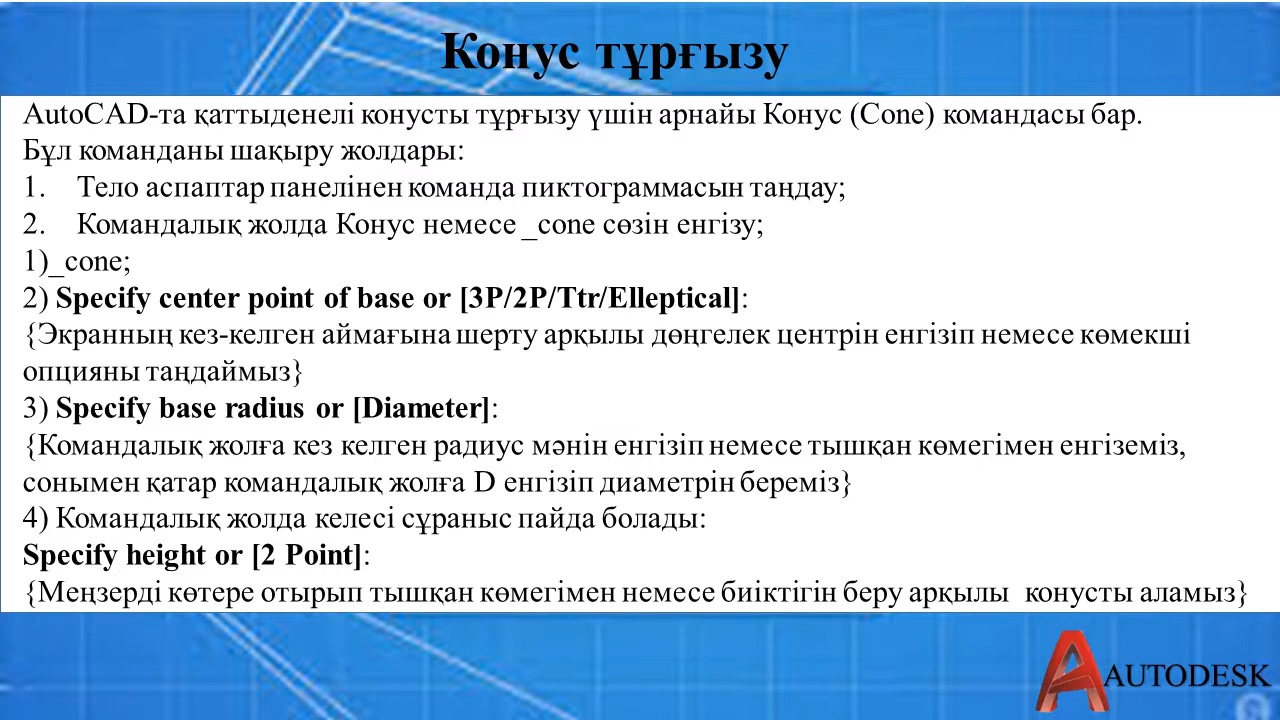 Конус тұрғызу
AutoCAD-та қаттыденелі конусты тұрғызу үшін арнайы Конус (Cone) командасы бар.
Бұл команданы шақыру жолдары:
1. Тело аспаптар панелінен команда пиктограммасын таңдау;
2. Командалық жолда Конус немесе _cone сөзін енгізу;
1)_cone;
2) Specify center point of base or [3P/2P/Ttr/Elleptical]:
{Экранның кез-келген аймағына шерту арқылы дөңгелек центрін енгізіп немесе көмекші
опцияны таңдаймыз}
3) Specify base radius or [Diameter]:
{Командалық жолға кез келген радиус мәнін енгізіп немесе тышқан көмегімен енгіземіз,
сонымен қатар командалық жолға D енгізіп диаметрін береміз}
4) Командалық жолда келесі сұраныс пайда болады:
Specify height or [2 Point]:
{Меңзерді көтере отырып тышқан көмегімен немесе биіктігін беру арқылы конусты аламыз}
AUTODESK